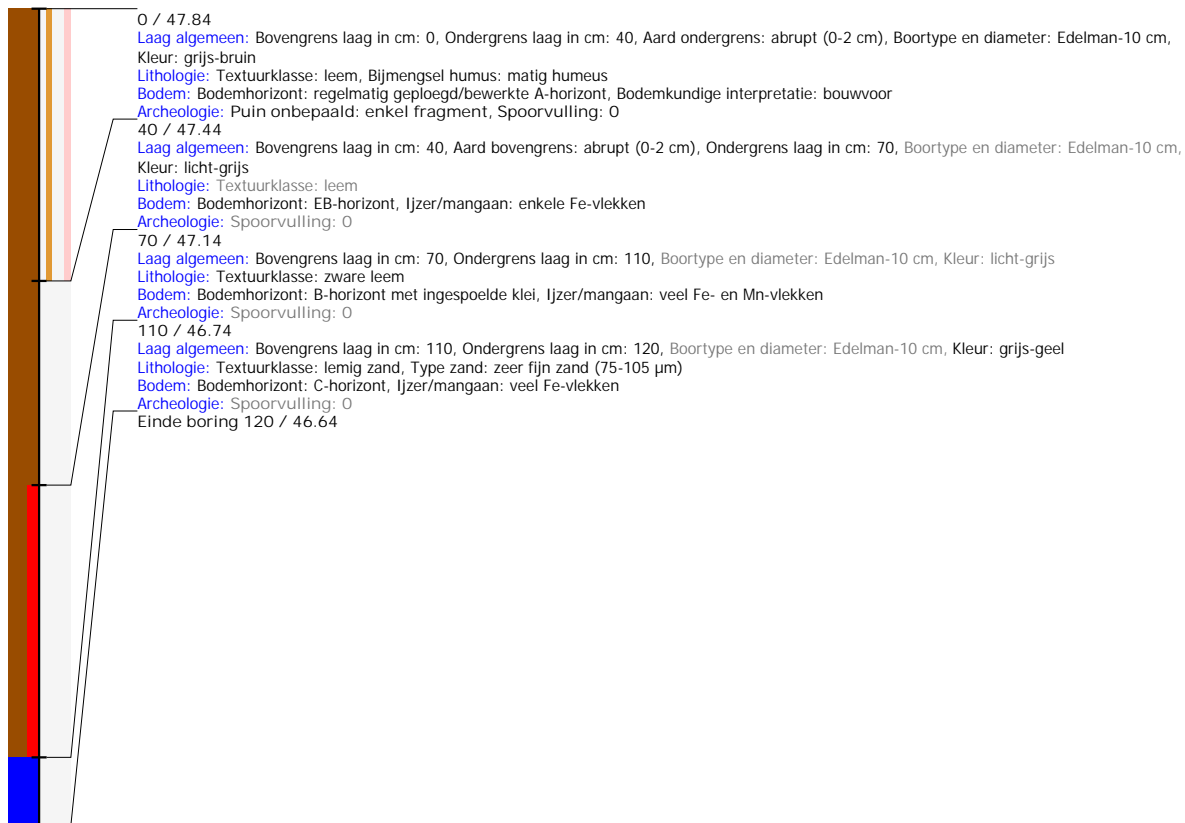 0 / 47.84
Laag algemeen: Bovengrens laag in cm: 0, Ondergrens laag in cm: 40, Aard ondergrens: abrupt (0-2 cm), Boortype en diameter: Edelman-10 cm,
Kleur: grijs-bruin
Lithologie: Textuurklasse: leem, Bijmengsel humus: matig humeus
Bodem: Bodemhorizont: regelmatig geploegd/bewerkte A-horizont, Bodemkundige interpretatie: bouwvoor
Archeologie: Puin onbepaald: enkel fragment, Spoorvulling: 0
40 / 47.44
Laag algemeen: Bovengrens laag in cm: 40, Aard bovengrens: abrupt (0-2 cm), Ondergrens laag in cm: 70, Boortype en diameter: Edelman-10 cm,
Kleur: licht-grijs
Lithologie: Textuurklasse: leem
Bodem: Bodemhorizont: EB-horizont, Ijzer/mangaan: enkele Fe-vlekken
Archeologie: Spoorvulling: 0
70 / 47.14
Laag algemeen: Bovengrens laag in cm: 70, Ondergrens laag in cm: 110, Boortype en diameter: Edelman-10 cm, Kleur: licht-grijs
Lithologie: Textuurklasse: zware leem
Bodem: Bodemhorizont: B-horizont met ingespoelde klei, Ijzer/mangaan: veel Fe- en Mn-vlekken
Archeologie: Spoorvulling: 0
110 / 46.74
Laag algemeen: Bovengrens laag in cm: 110, Ondergrens laag in cm: 120, Boortype en diameter: Edelman-10 cm, Kleur: grijs-geel
Lithologie: Textuurklasse: lemig zand, Type zand: zeer fijn zand (75-105 µm)
Bodem: Bodemhorizont: C-horizont, Ijzer/mangaan: veel Fe-vlekken
Archeologie: Spoorvulling: 0
Einde boring 120 / 46.64